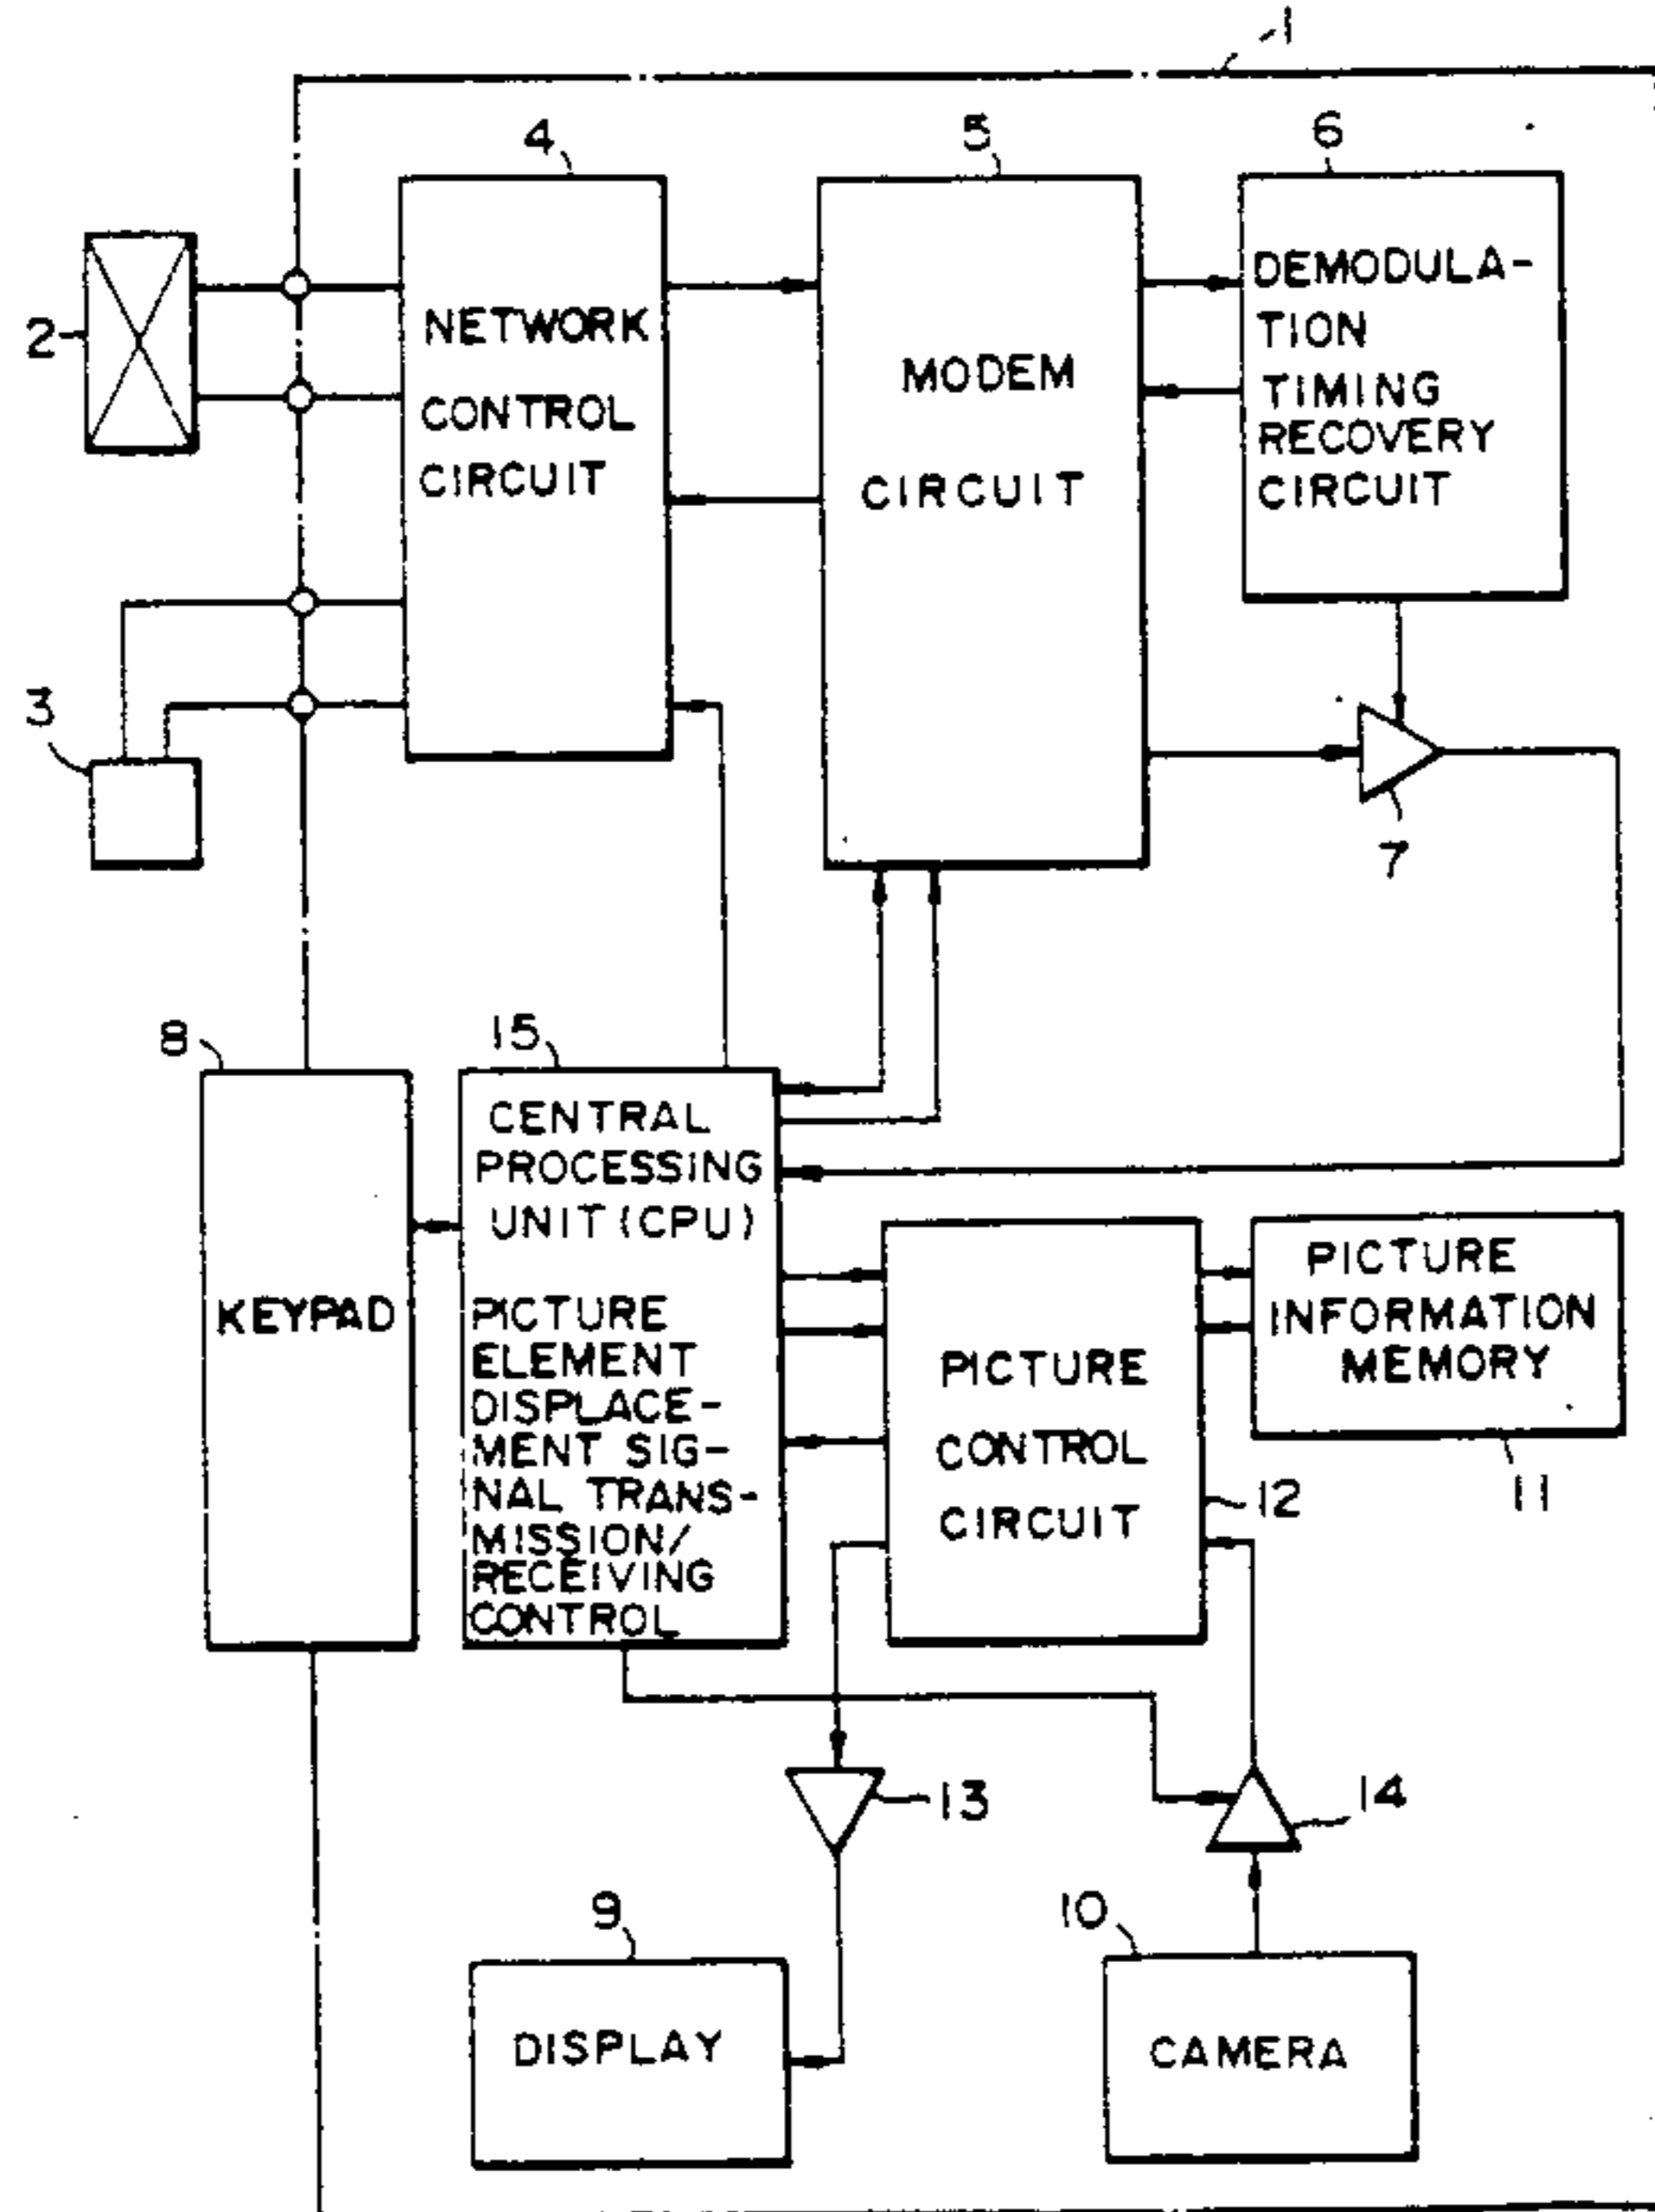 1
4
5
6
2
NETWORK
CONTROL
CIRCUIT
MODEM
CIRCUIT
DEMODULA-
TION
TIMING
RECOVERY
CIRCUIT
3
7
8
KEYPAD
15
CENTRAL
PROCESSING
UNIT (CPU)
PICTURE
ELEMENT
DISPLACE-
MENT SIG-
NAL TRANS-
MISSION/
RECEIVING
CONTROL
PICTURE
CONTROL
CIRCUIT
12
PICTURE
INFORMATION
MEMORY
11
13
14
9
DISPLAY
10
CAMERA